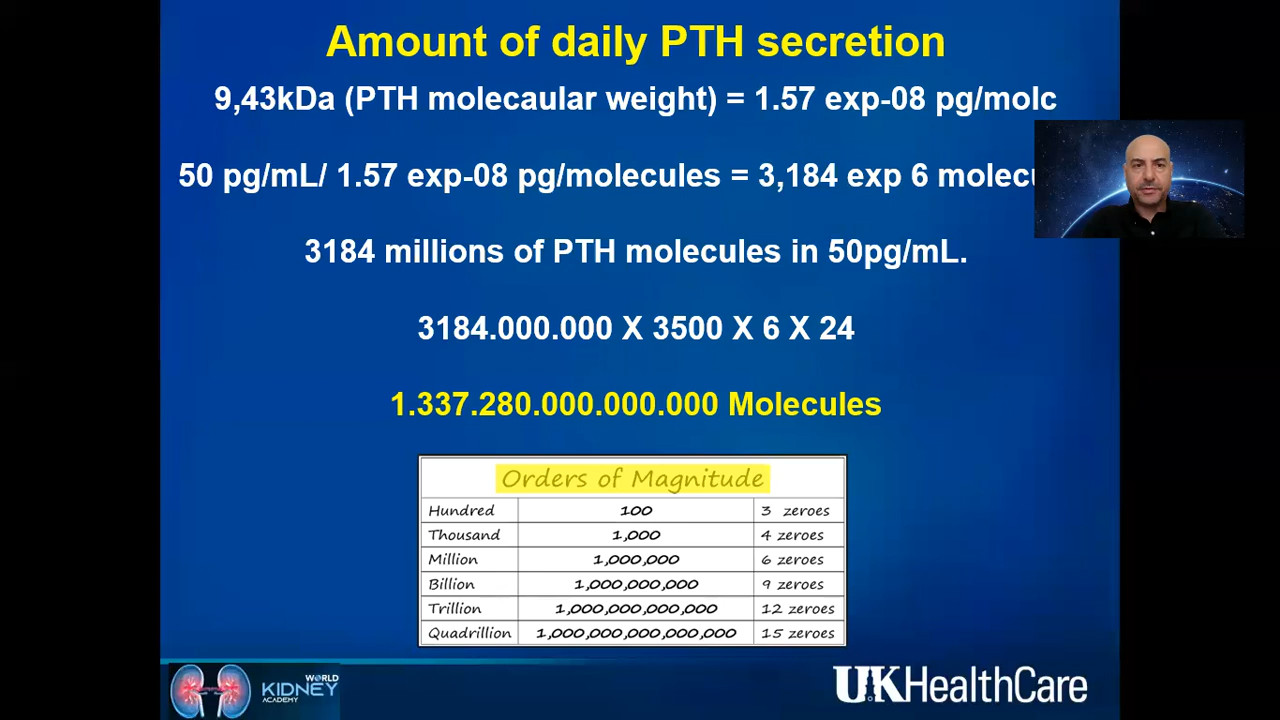 Amount of daily PTH secretion
9,43kDa (PTH molecaular weight) = 1.57 exp-08 pg/molc
50 pg/mL/ 1.57 exp-08 pg/molecules = 3,184 exp 6
3184 millions of PTH molecules in 50pg/mL.
3184.000.000 X 3500 X 6 X 24
1.337.280.000.000.000 Molecules
Orders of Magnitude
Hundred 100 3 zeroes
Thousand 1,000 4 zeroes
Million 1,000,000 6 zeroes
Billion 1,000,000,000 9 zeroes
Trillion 1,000,000,000,000 12 zeroes
Quadrillion 1,000,000,000,000,000 15 zeroes
WORLD
KIDNEY
ACADEMY
UKHealthCare